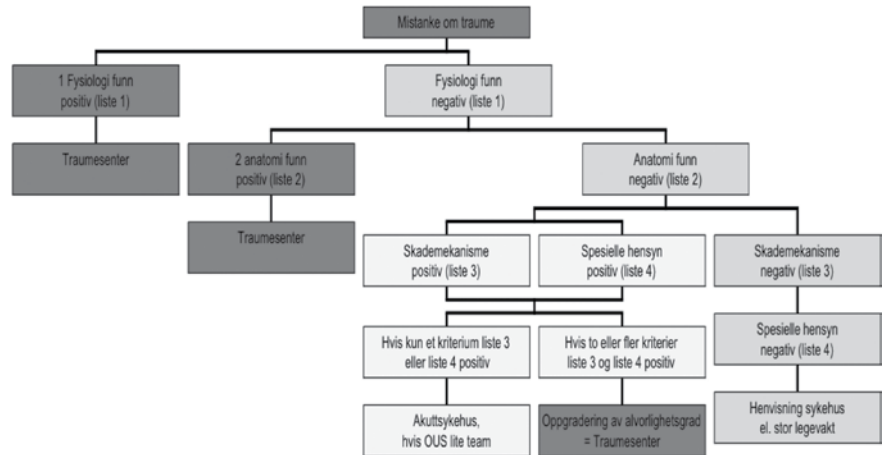 Mistanke om traume
1 Fysiologi funn
positiv (liste 1)
Fysiologi funn
negativ (liste 1)
Traumesenter
2 anatomi funn
positiv (liste 2)
Anatomi funn
negativ (liste 2)
Traumesenter
Skademekanisme
positiv (liste 3)
Spesielle hensyn
positiv (liste 4)
Skademekanisme
negativ (liste 3)
Hvis kun et kriterium liste 3
eller liste 4 positiv
Hvis to eller fler kriterier
liste 3 og liste 4 positiv
Spesielle hensyn
negativ (liste 4)
Akuttsykehus,
hvis OUS lite team
Oppgradering av alvorlighetsgrad
= Traumesenter
Henvisning sykehus
el. stor legevakt